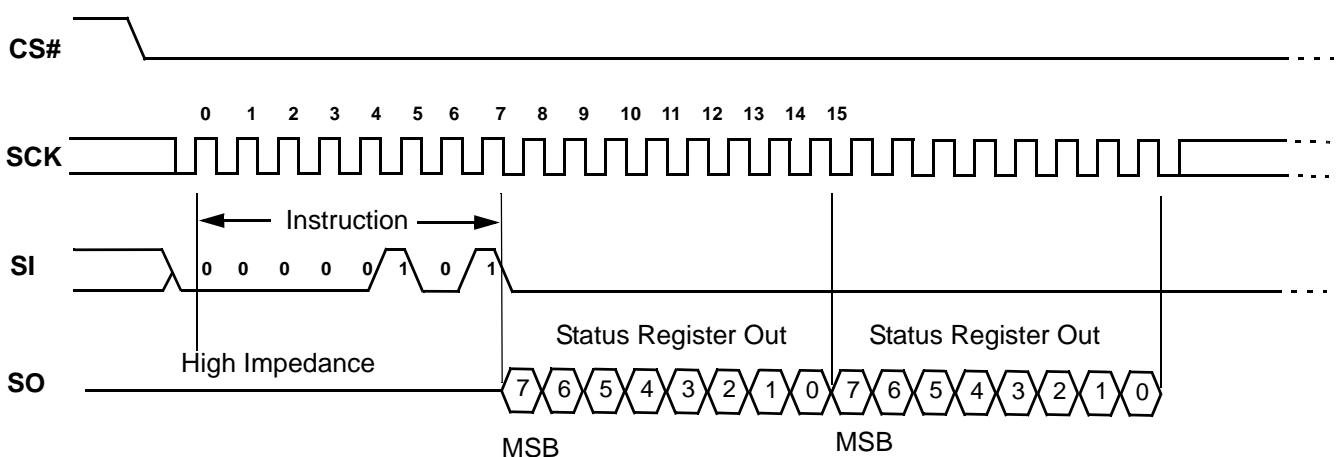 CS#
0 1 2 3 4 5 6 7 8 9 10 11 12 13 14 15
SCK
Instruction
SI
0 0 0 0 0 1 0 1
Status Register Out Status Register Out
High Impedance
SO
7 6 5 4 3 2 1 0 7 6 5 4 3 2 1 0
MSB MSB